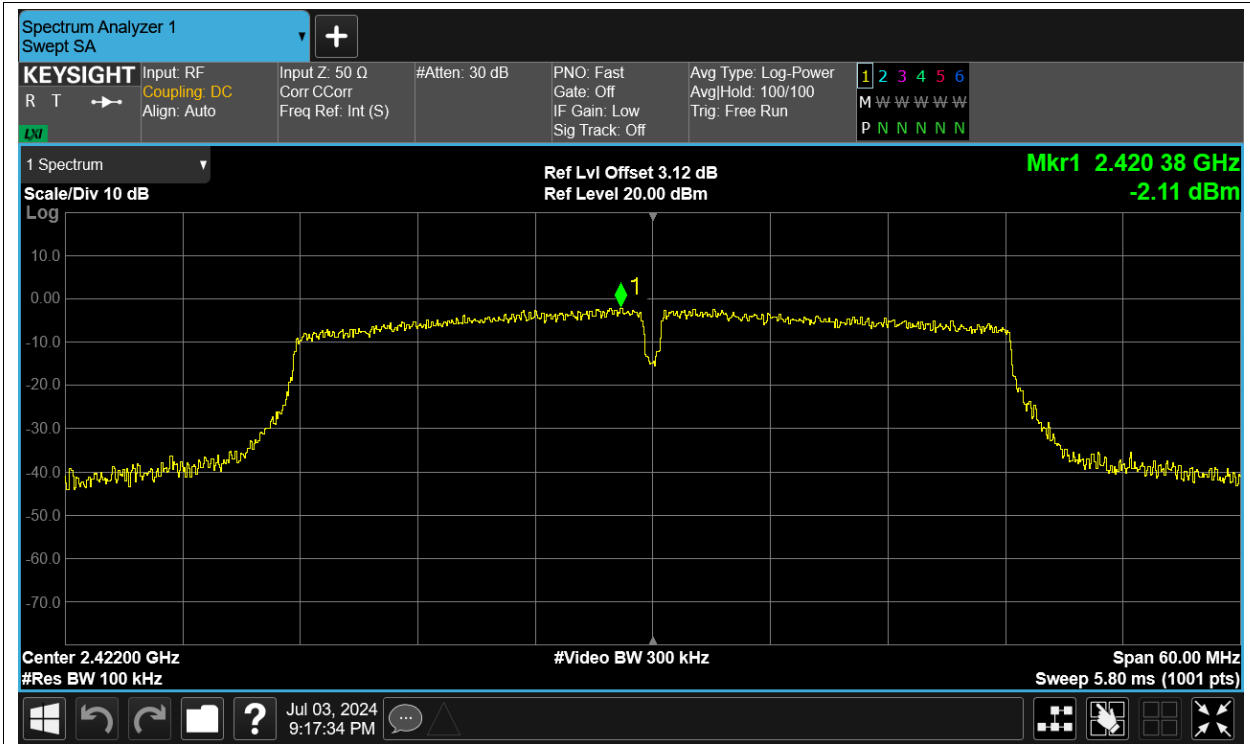 Spectrum Analyzer 1
Swept SA
KEYSIGHT
R T
LXI
Input: RF
Coupling: DC
Align: Auto
Input Z: 50 Ω
Corr CCorr
Freq Ref: Int (S)
#Atten: 30 dB
PNO: Fast
Gate: Off
IF Gain: Low
Sig Track: Off
Avg Type: Log-Power
Avg|Hold: 100/100
Trig: Free Run
1 2 3 4 5 6
M W W W W W
P N N N N N
1 Spectrum
Scale/Div 10 dB
Log
Ref Lvl Offset 3.12 dB
Ref Level 20.00 dBm
Mkr1 2.420 38 GHz
-2.11 dBm
10.0
0.00
-10.0
-20.0
-30.0
-40.0
-50.0
-60.0
-70.0
1
Center 2.42200 GHz
#Res BW 100 kHz
#Video BW 300 kHz
Span 60.00 MHz
Sweep 5.80 ms (1001 pts)
?
Jul 03, 2024
9:17:34 PM